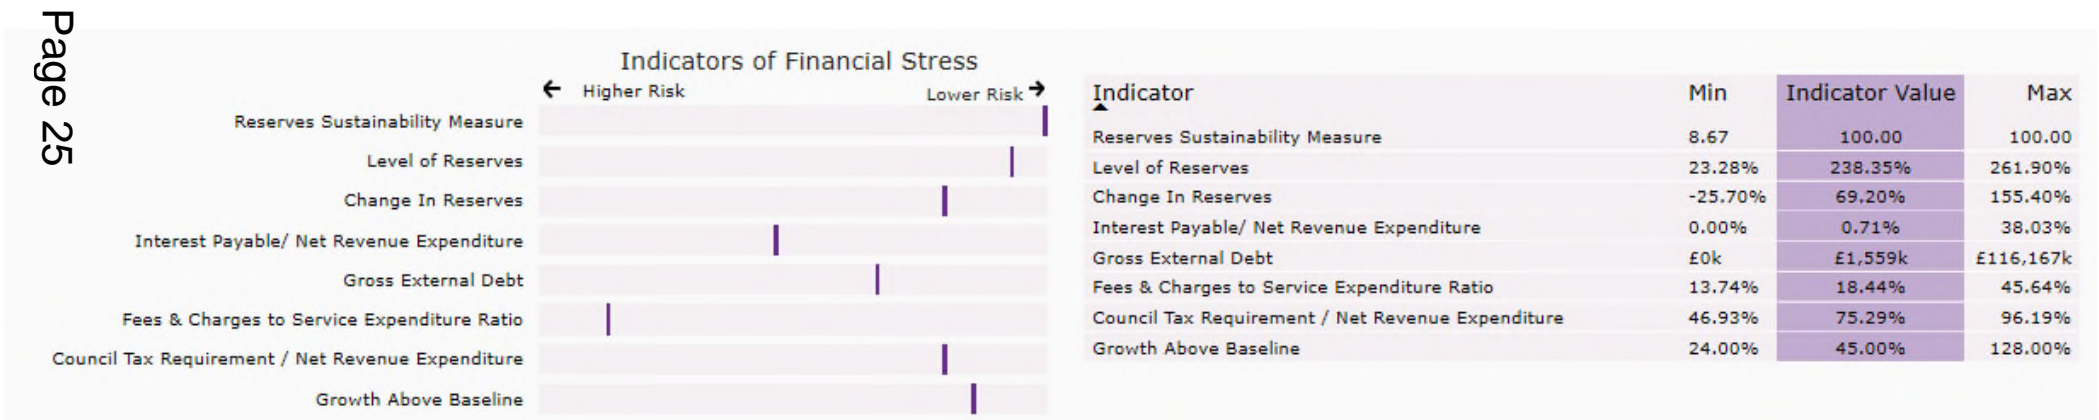 Page 25
Indicators of Financial Stress
← Higher Risk Lower Risk →
Reserves Sustainability Measure
Level of Reserves
Change In Reserves
Interest Payable/ Net Revenue Expenditure
Gross External Debt
Fees & Charges to Service Expenditure Ratio
Council Tax Requirement / Net Revenue Expenditure
Growth Above Baseline
Indicator Min Indicator Value Max
Reserves Sustainability Measure 8.67 100.00 100.00
Level of Reserves 23.28% 238.35% 261.90%
Change In Reserves -25.70% 69.20% 155.40%
Interest Payable/ Net Revenue Expenditure 0.00% 0.71% 38.03%
Gross External Debt £0k £1,559k £116,167k
Fees & Charges to Service Expenditure Ratio 13.74% 18.44% 45.64%
Council Tax Requirement / Net Revenue Expenditure 46.93% 75.29% 96.19%
Growth Above Baseline 24.00% 45.00% 128.00%